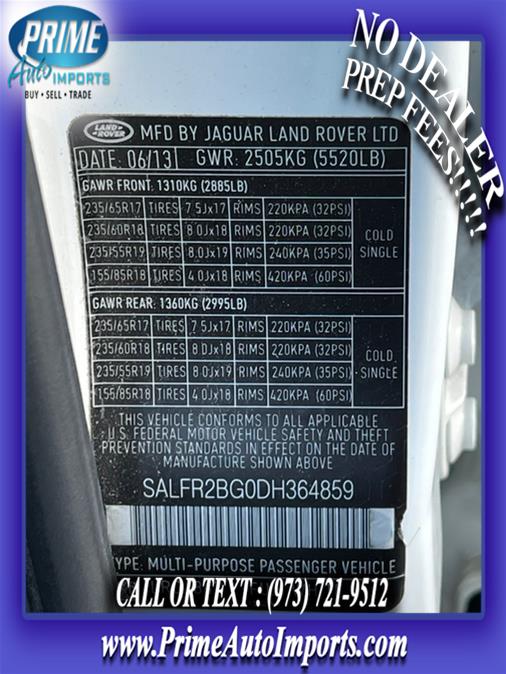 PRIME
Auto IMPORTS
BUY • SELL • TRADE
NO DEALER
PREP FEES!!!!!
LAND ROVER
MFD BY JAGUAR LAND ROVER LTD
DATE: 06/13 GWR: 2505KG (5520LB)
GAWR FRONT: 1310KG (2885LB)
235/65R17 TIRES 7.5Jx17 RIMS 220KPA (32PSI)
235/60R18 TIRES 8.0Jx18 RIMS 220KPA (32PSI)
235/55R19 TIRES 8.0Jx19 RIMS 240KPA (35PSI)
155/85R18 TIRES 4.0Jx18 RIMS 420KPA (60PSI)
COLD
SINGLE
GAWR REAR: 1360KG (2995LB)
235/65R17 TIRES 7.5Jx17 RIMS 220KPA (32PSI)
235/60R18 TIRES 8.0Jx18 RIMS 220KPA (32PSI)
235/55R19 TIRES 8.0Jx19 RIMS 240KPA (35PSI)
155/85R18 TIRES 4.0Jx18 RIMS 420KPA (60PSI)
COLD
SINGLE
THIS VEHICLE CONFORMS TO ALL APPLICABLE
U.S. FEDERAL MOTOR VEHICLE SAFETY AND THEFT
PREVENTION STANDARDS IN EFFECT ON THE DATE OF
MANUFACTURE SHOWN ABOVE
SALFR2BG0DH364859
TYPE: MULTI-PURPOSE PASSENGER VEHICLE
CALL OR TEXT : (973) 721-9512
www.PrimeAutoImports.com